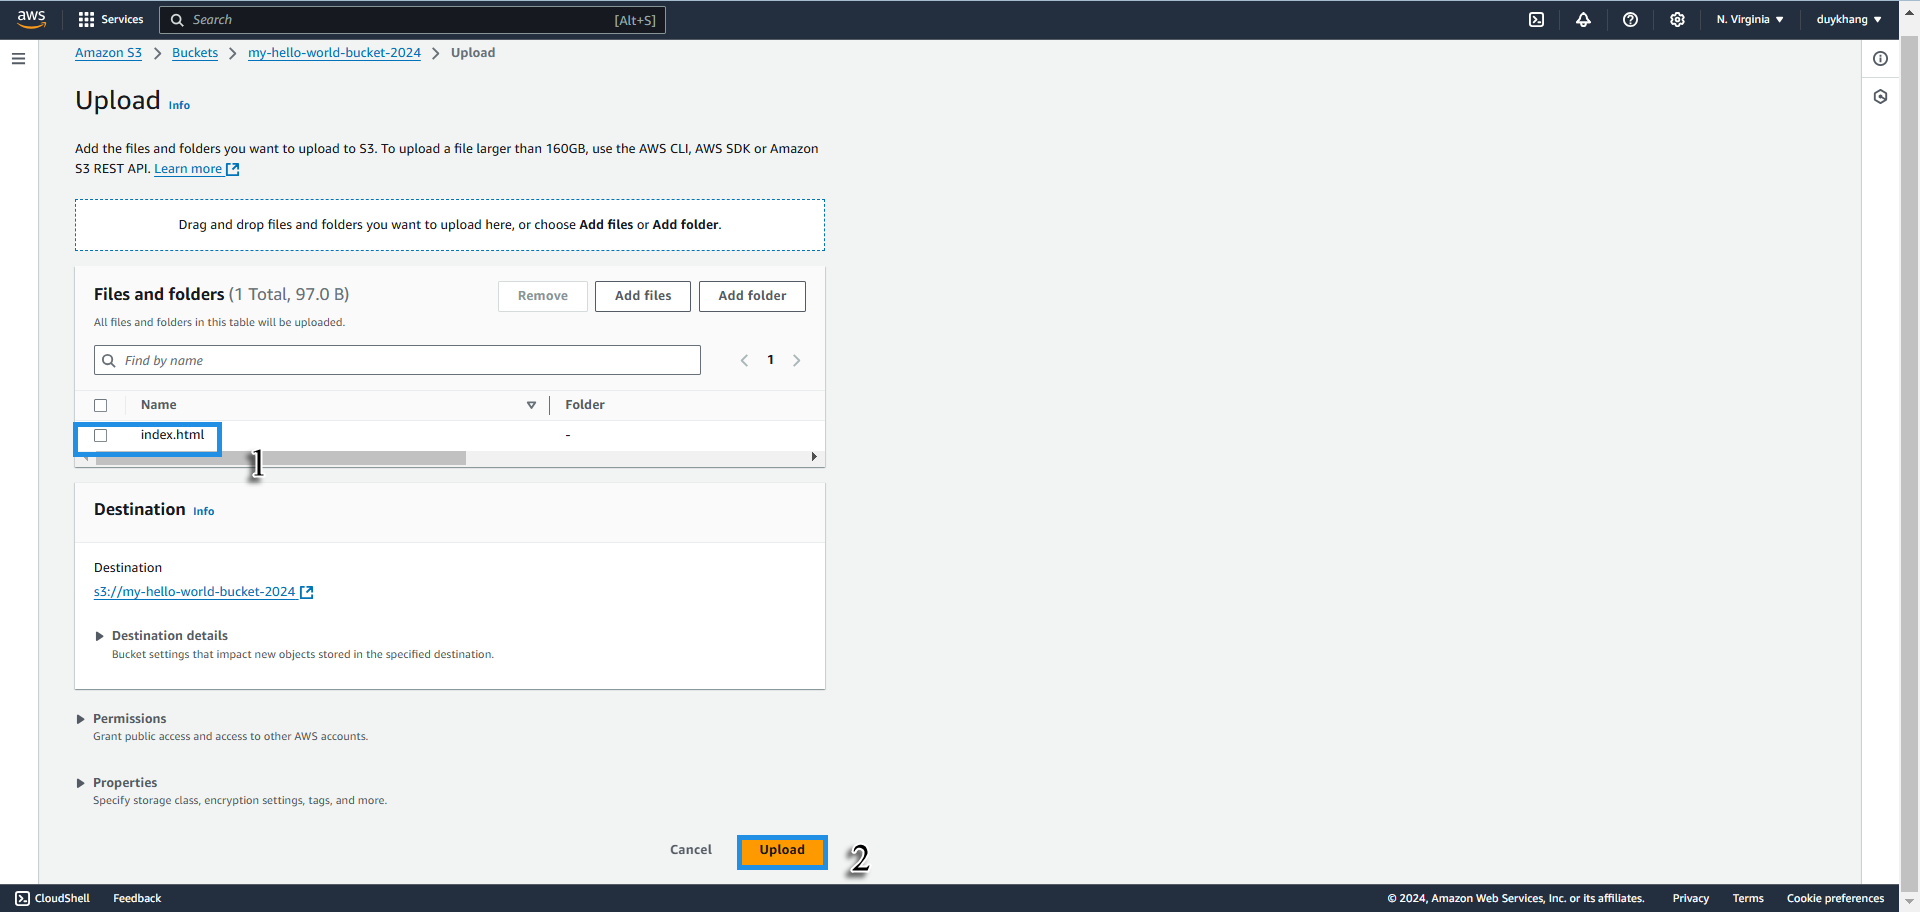 aws Services Search [Alt+S] N. Virginia duykhang
Amazon S3 Buckets my-hello-world-bucket-2024 Upload
Upload Info
Add the files and folders you want to upload to S3. To upload a file larger than 160GB, use the AWS CLI, AWS SDK or Amazon
S3 REST API. Learn more
Drag and drop files and folders you want to upload here, or choose Add files or Add folder.
Files and folders (1 Total, 97.0 B) Remove Add files Add folder
All files and folders in this table will be uploaded.
Find by name 1
Name Folder
index.html -
1
Destination Info
Destination
s3://my-hello-world-bucket-2024
Destination details
Bucket settings that impact new objects stored in the specified destination.
Permissions
Grant public access and access to other AWS accounts.
Properties
Specify storage class, encryption settings, tags, and more.
Cancel Upload 2
CloudShell Feedback © 2024, Amazon Web Services, Inc. or its affiliates. Privacy Terms Cookie preferences